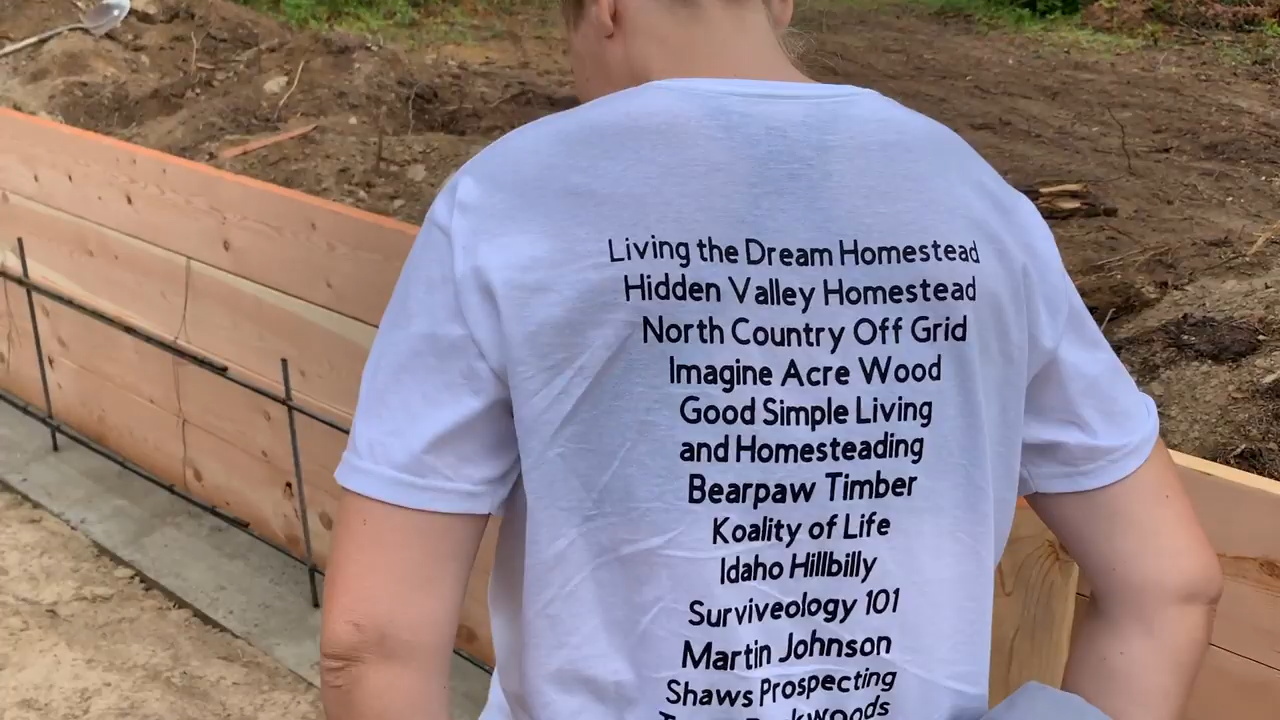 Living the Dream Homestead
Hidden Valley Homestead
North Country Off Grid
Imagine Acre Wood
Good Simple Living
and Homesteading
Bearpaw Timber
Koality of Life
Idaho Hillbilly
Surviveology 101
Martin Johnson
Shaws Prospecting